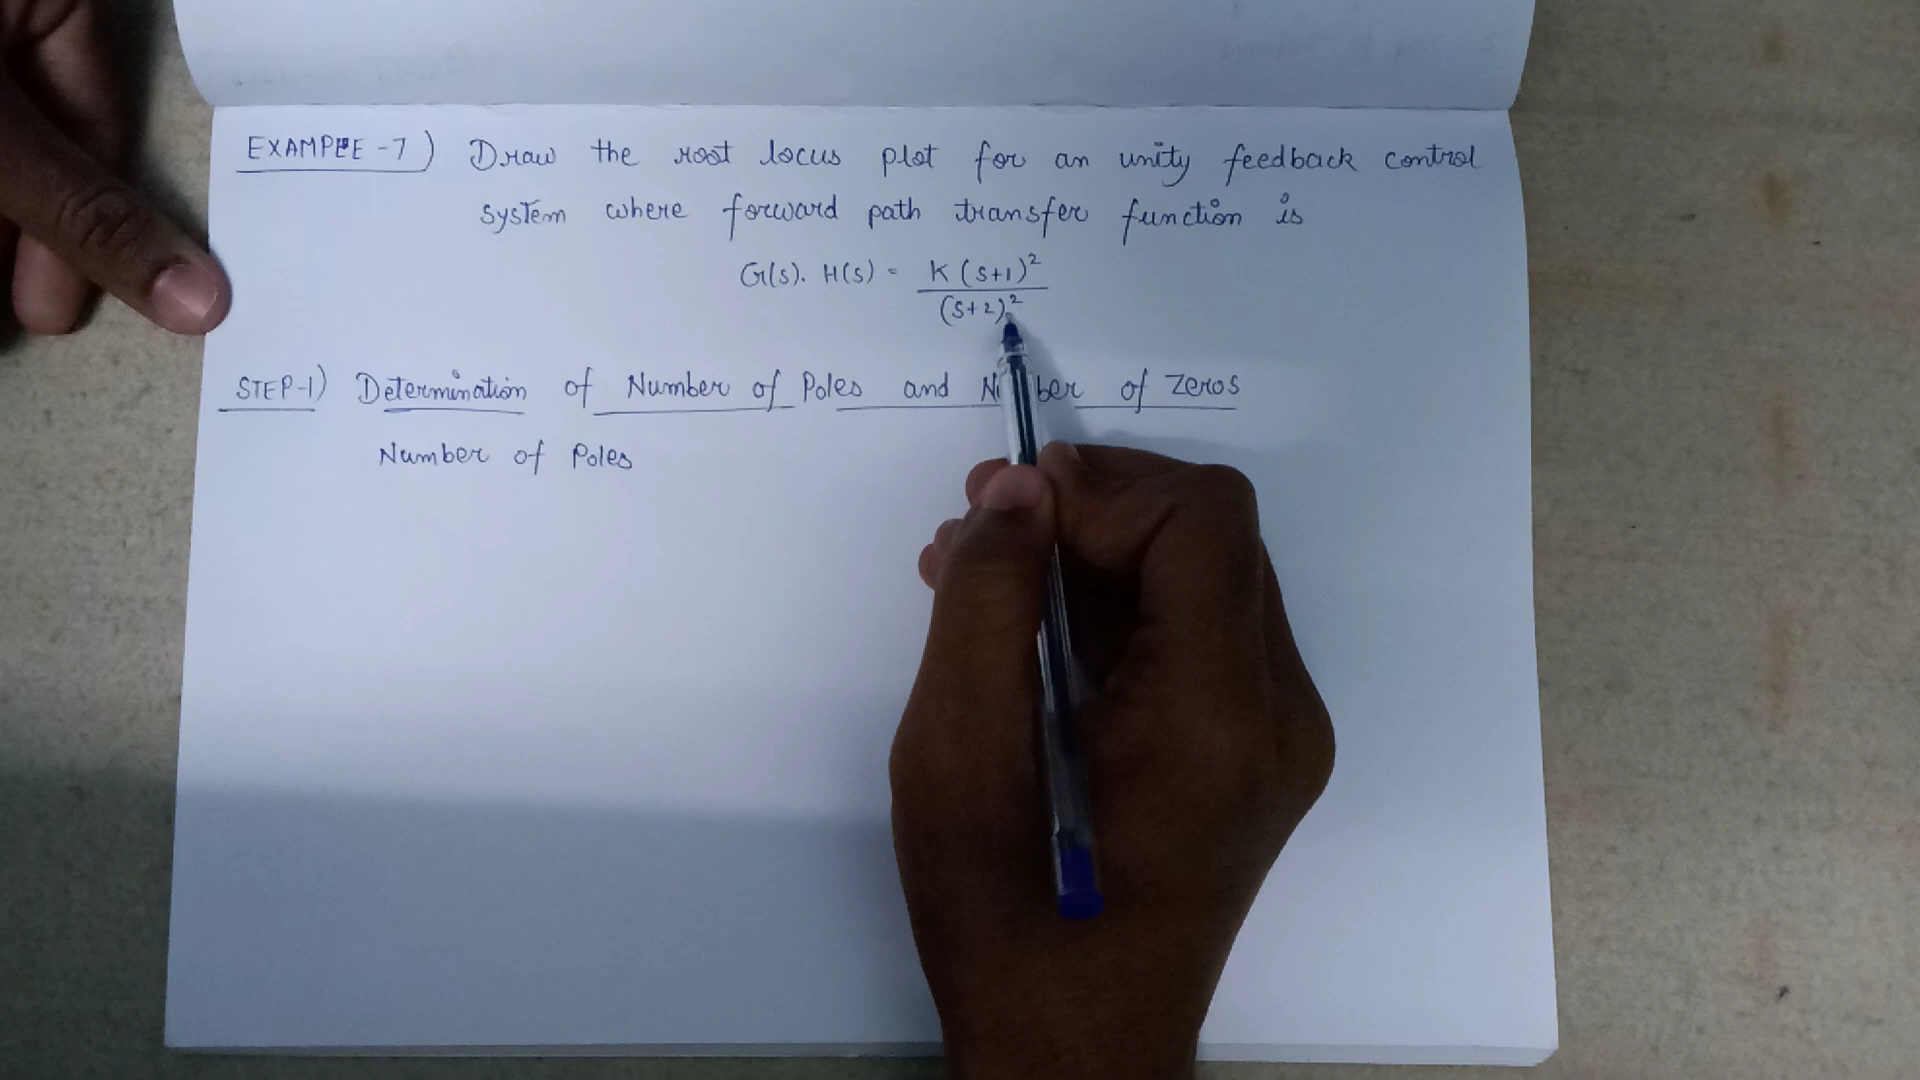 EXAMPLE-7) Draw the root locus plot for an unity feedback control
system where forward path transfer function is
G(s). H(s) = K(s+1)² / (s+2)²
STEP-1) Determination of Number of Poles and of Zeros
Number of Poles